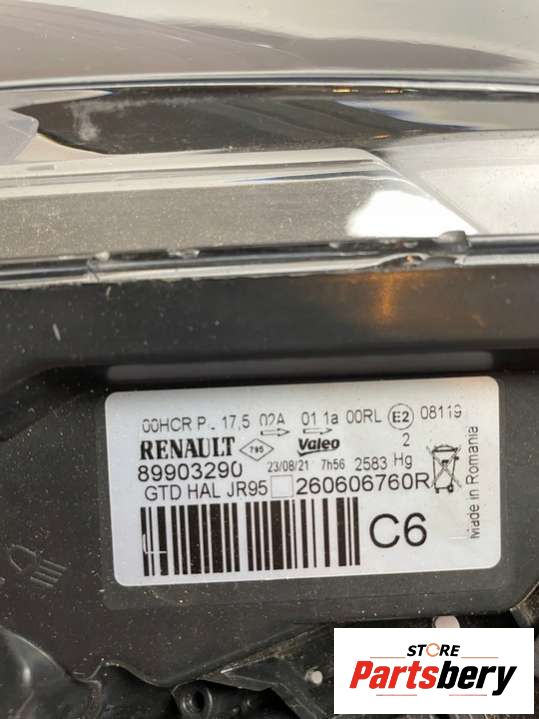 00HCR P - 17,5 02A 01 1a 00RL E2 08119
RENAULT 795 Valeo 2
89903290 23/08/21 7h56 2583 Hg
GTD HAL JR95 260606760R
C6
Made in Romania
STORE
Partsbery